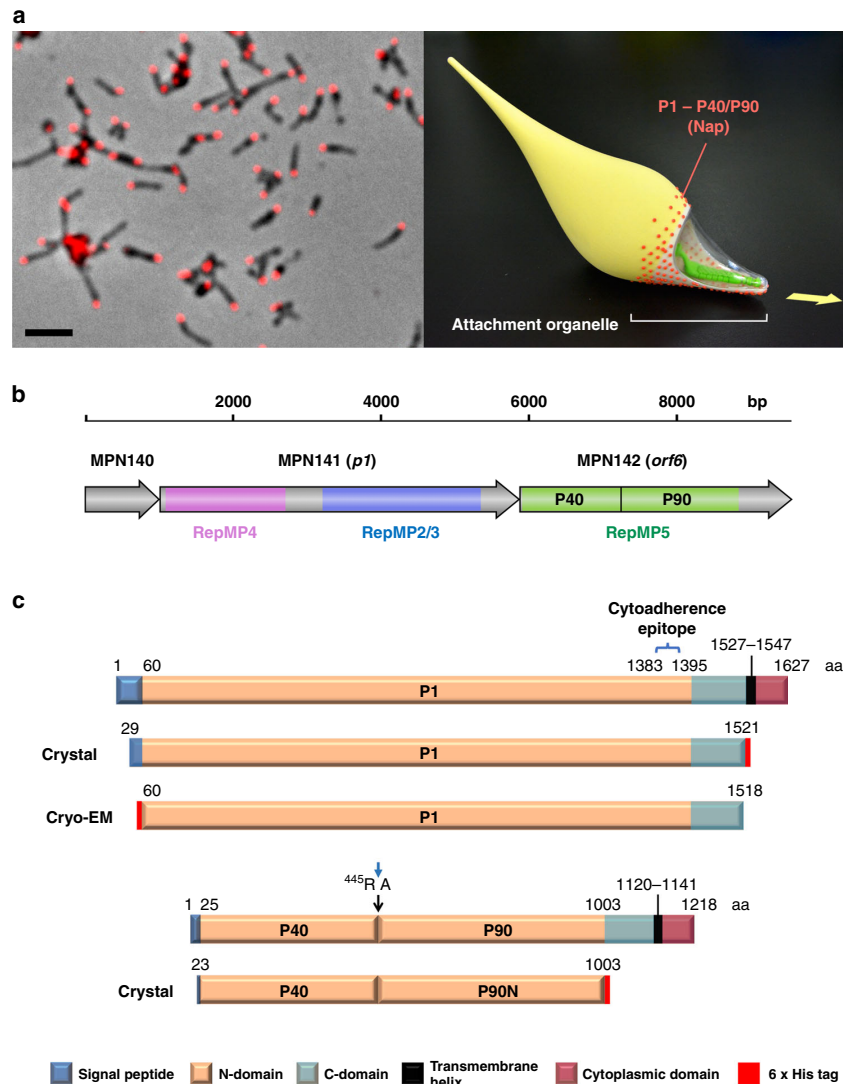 a
P1 – P40/P90
(Nap)
Attachment organelle
b
2000 4000 6000 8000 bp
MPN140 MPN141 (p1) MPN142 (orf6)
P40 P90
RepMP4 RepMP2/3 RepMP5
c
Cytoadherence
epitope
1527–1547
1 60 1383 1395 1627 aa
P1
29 1521
Crystal P1
60 1518
Cryo-EM P1
445R A
1120–1141
1 25 1003 1218 aa
P40 P90
23 1003
Crystal P40 P90N
Signal peptide N-domain C-domain Transmembrane
helix Cytoplasmic domain 6 x His tag